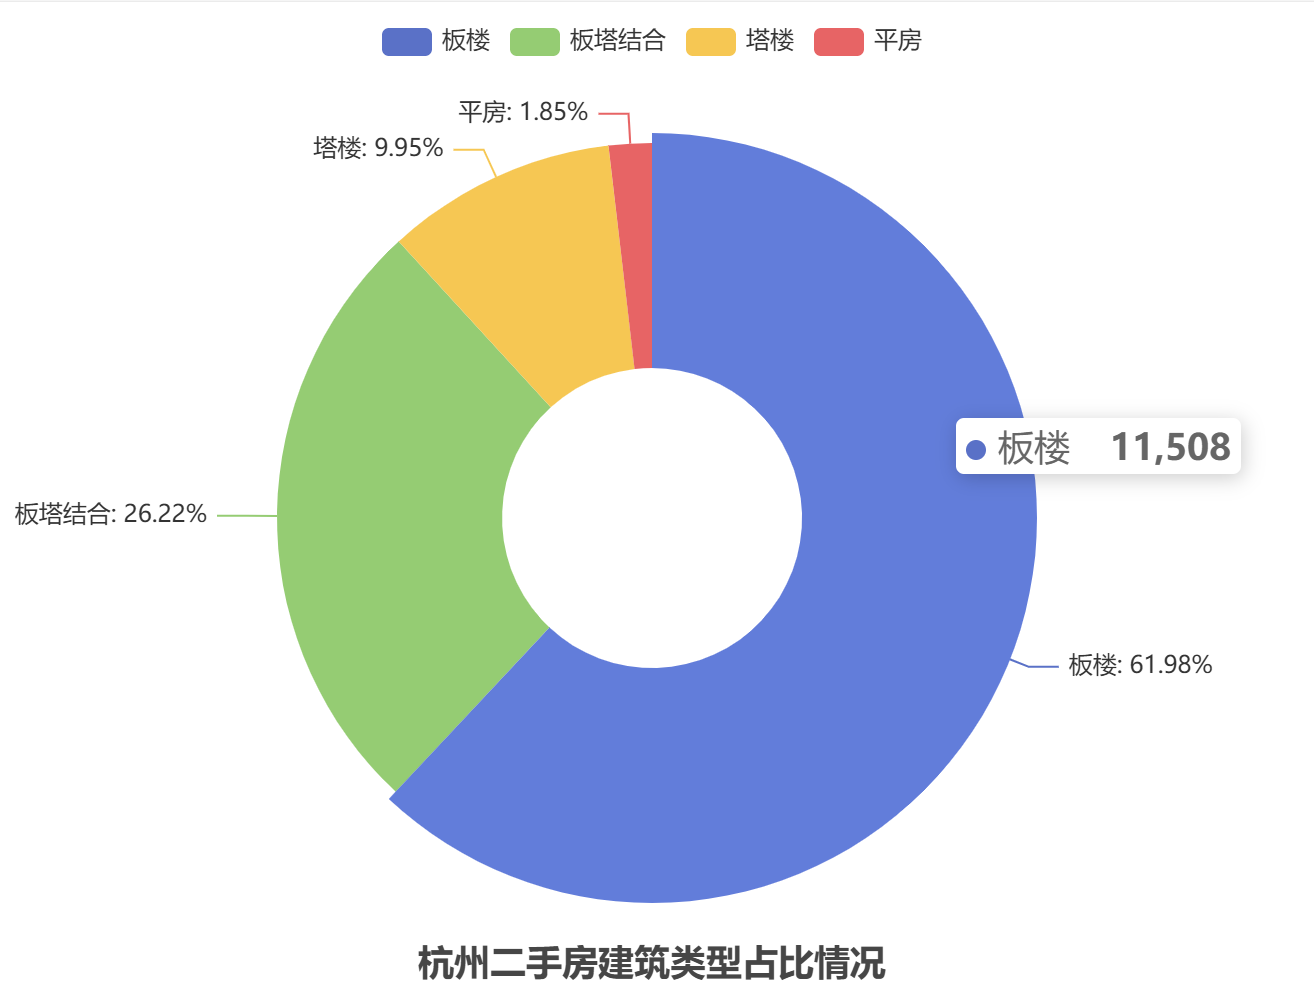 板楼 板塔结合 塔楼 平房
平房: 1.85%
塔楼: 9.95%
板楼 11,508
板塔结合: 26.22%
板楼: 61.98%
杭州二手房建筑类型占比情况